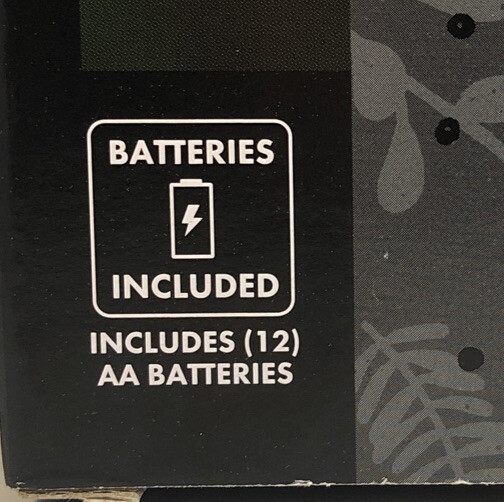 BATTERIES
INCLUDED
INCLUDES (12)
AA BATTERIES